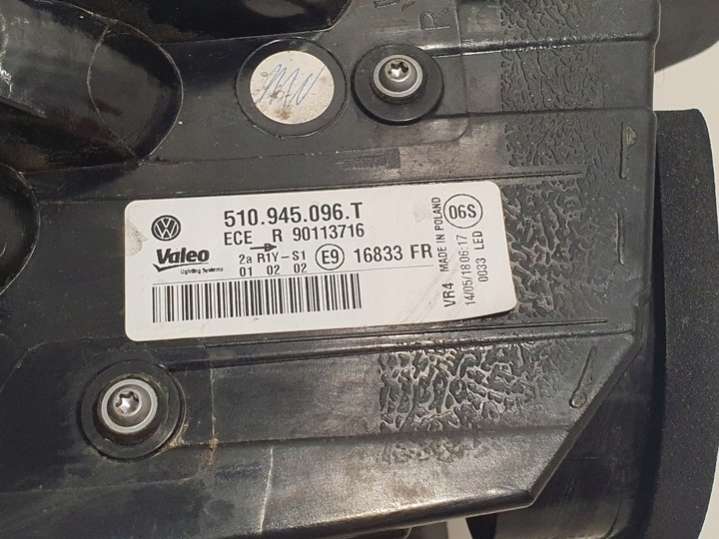 R
510.945.096.T
ECE R 90113716
Valeo
Lighting Systems
2a R1Y-S1
01 02 02
E9
16833 FR
06S
MADE IN POLAND
VR4
14/05/18 06:17
0033 LED